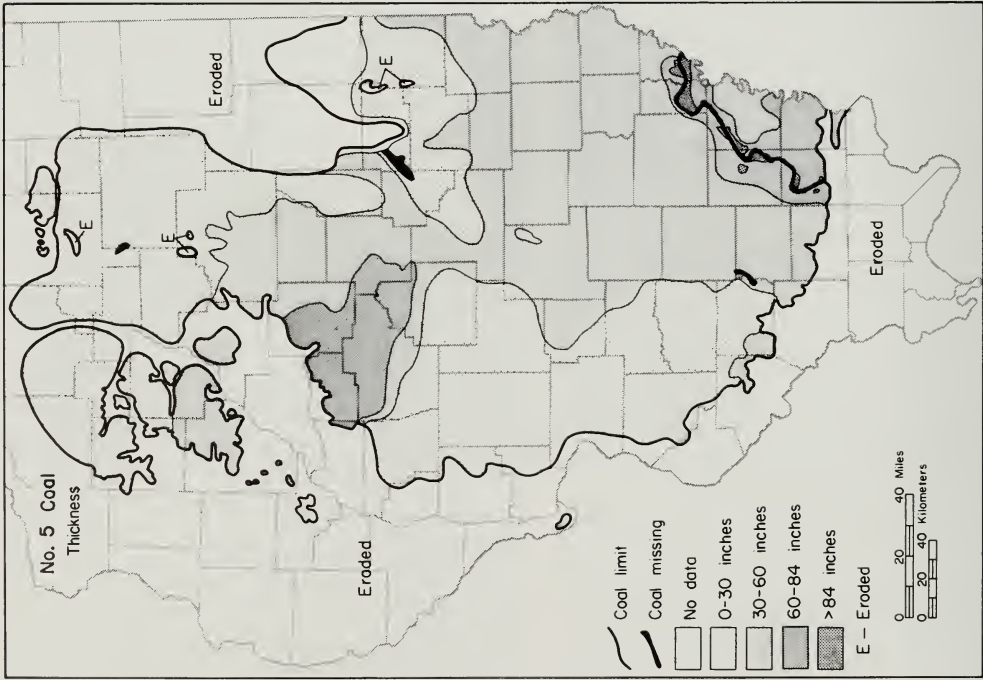 No. 5 Coal
Thickness
Eroded
E
E
E
Eroded
Eroded
Coal limit
Coal missing
No data
0-30 inches
30-60 inches
60-84 inches
>84 inches
E – Eroded
0 20 40 Miles
0 20 40 Kilometers